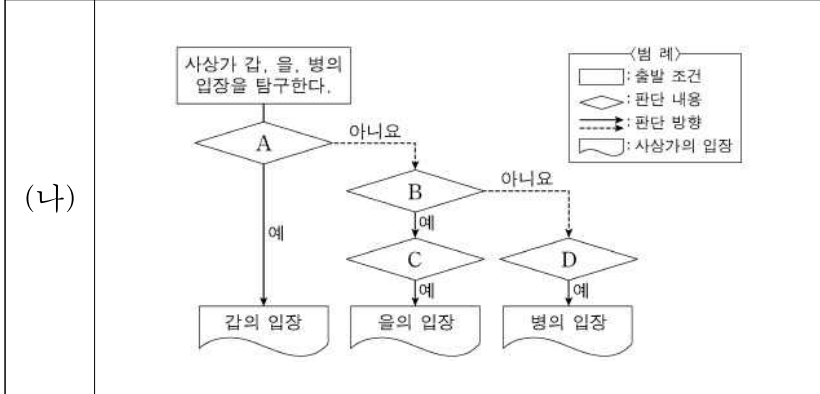 (나)
사상가 갑, 을, 병의
입장을 탐구한다.
〈범 례〉
: 출발 조건
: 판단 내용
: 판단 방향
: 사상가의 입장
A
아니요
B
아니요
예
예
C
D
예
예
갑의 입장
을의 입장
병의 입장